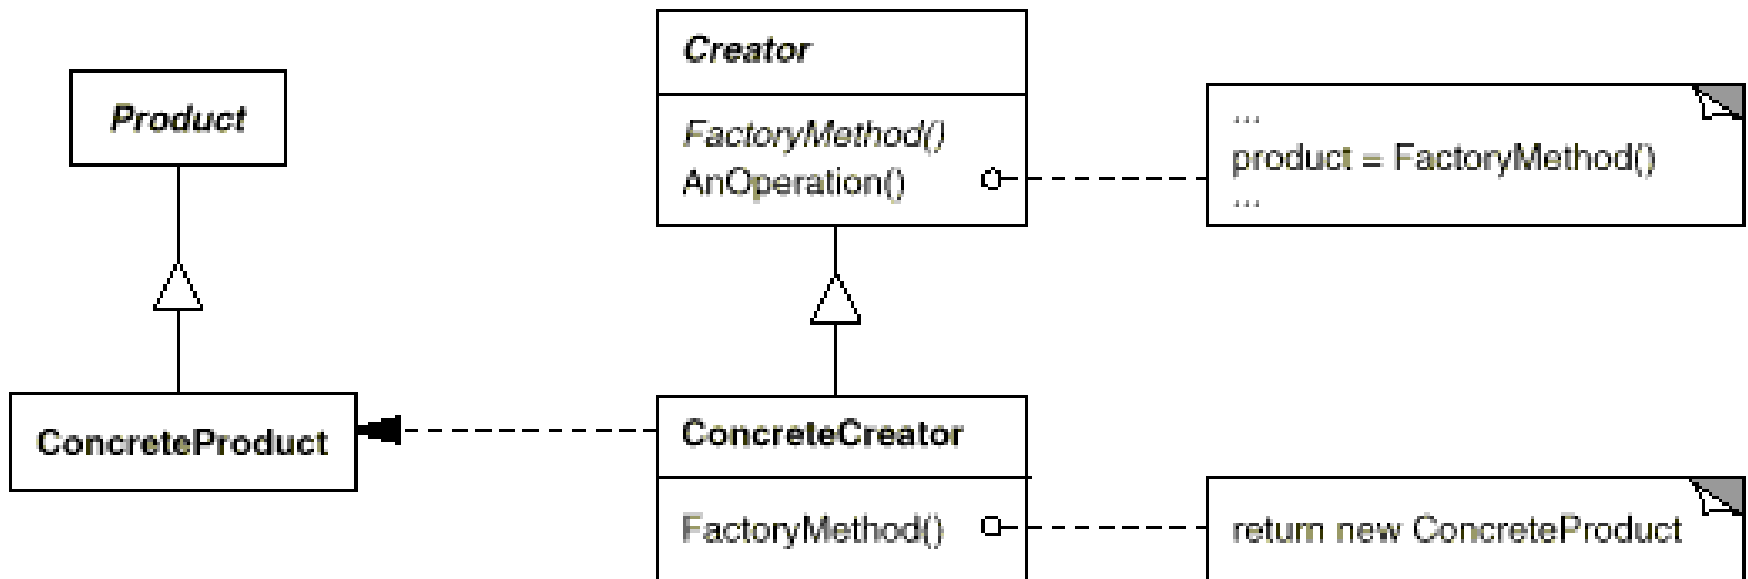 Product
ConcreteProduct
Creator
FactoryMethod()
AnOperation()
...
product = FactoryMethod()
...
ConcreteCreator
FactoryMethod()
return new ConcreteProduct